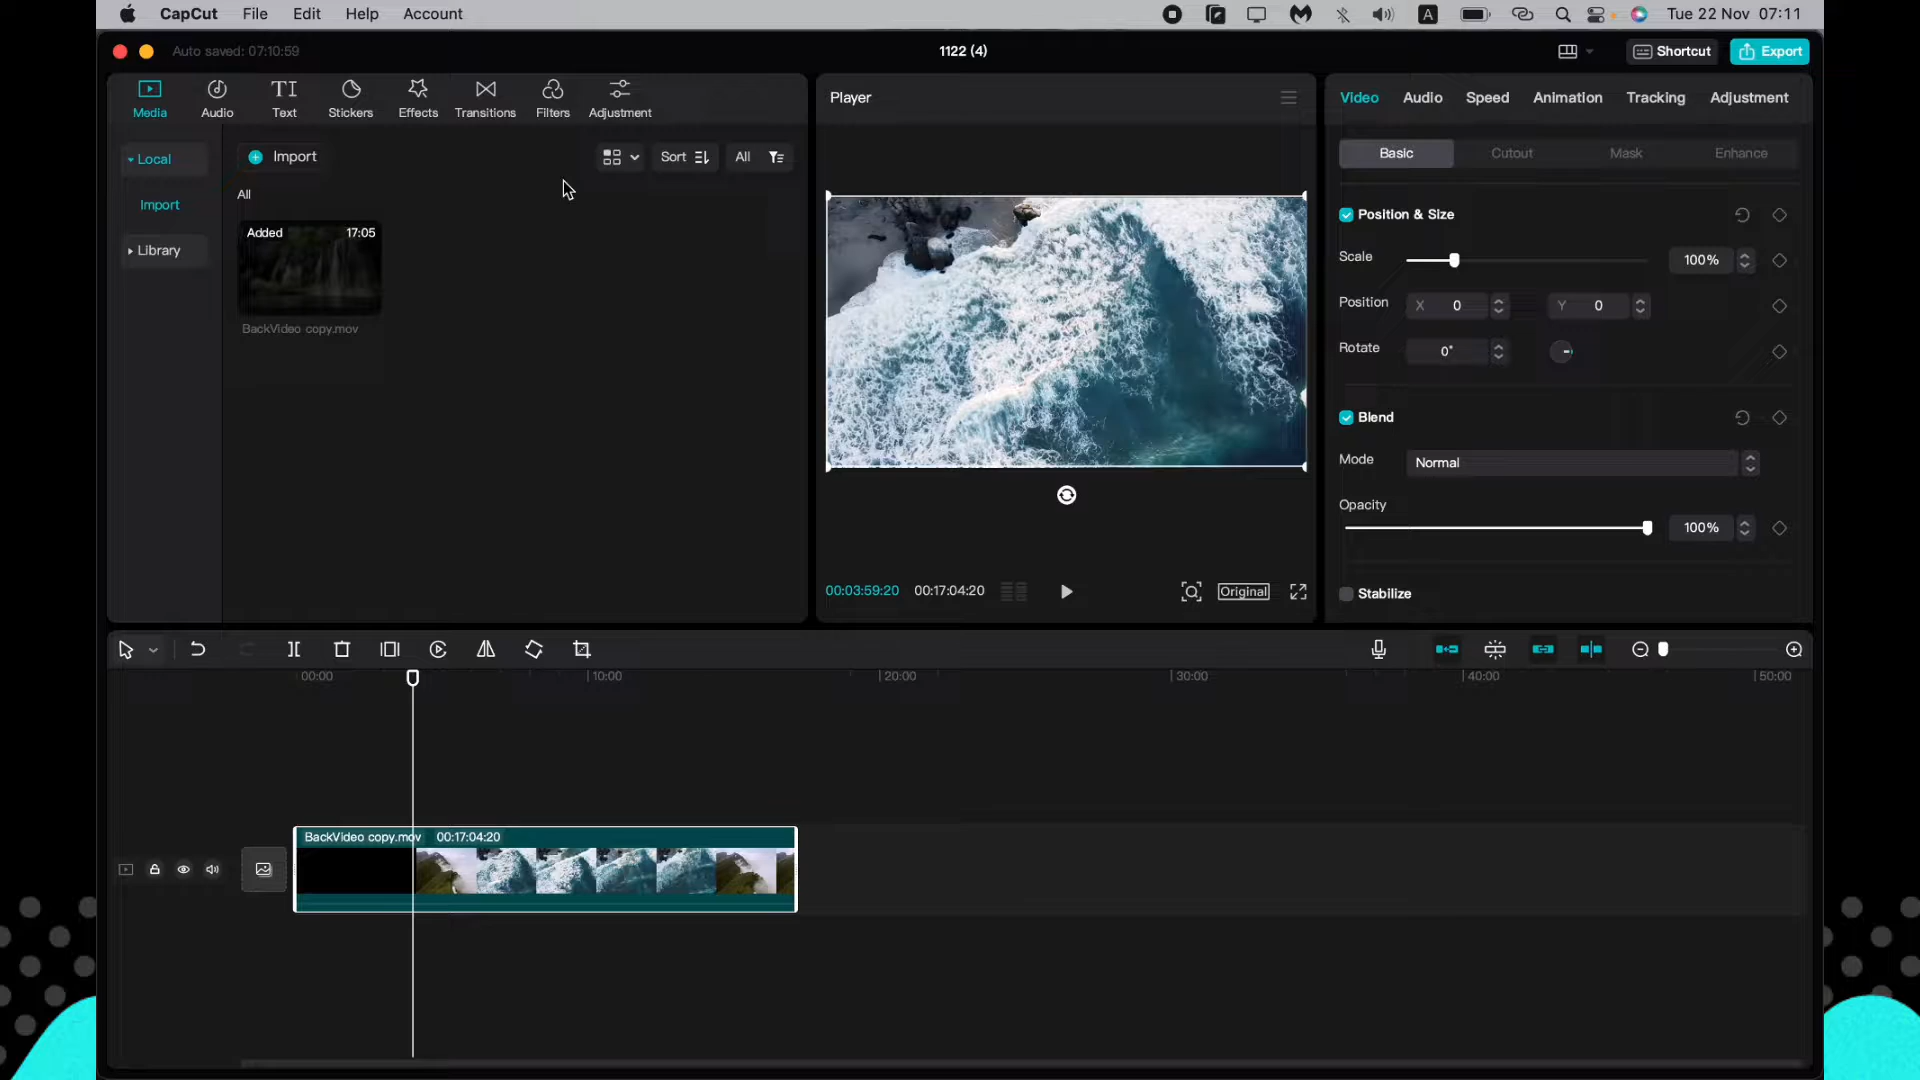 CapCut File Edit Help Account A Tue 22 Nov 07:11
Auto saved: 07:10:59 1122 (4) Shortcut Export
Media Audio TI Text Stickers Effects Transitions Filters Adjustment
Local
Import
Library
Import Sort All
All
Added 17:05
BackVideo copy.mov
Player
00:03:59:20 00:17:04:20 Original
Video Audio Speed Animation Tracking Adjustment
Basic Cutout Mask Enhance
Position & Size
Scale 100%
Position X 0 Y 0
Rotate 0°
Blend
Mode Normal
Opacity
100%
Stabilize
00:00 10:00 20:00 30:00 40:00 50:00
BackVideo copy.mov 00:17:04:20